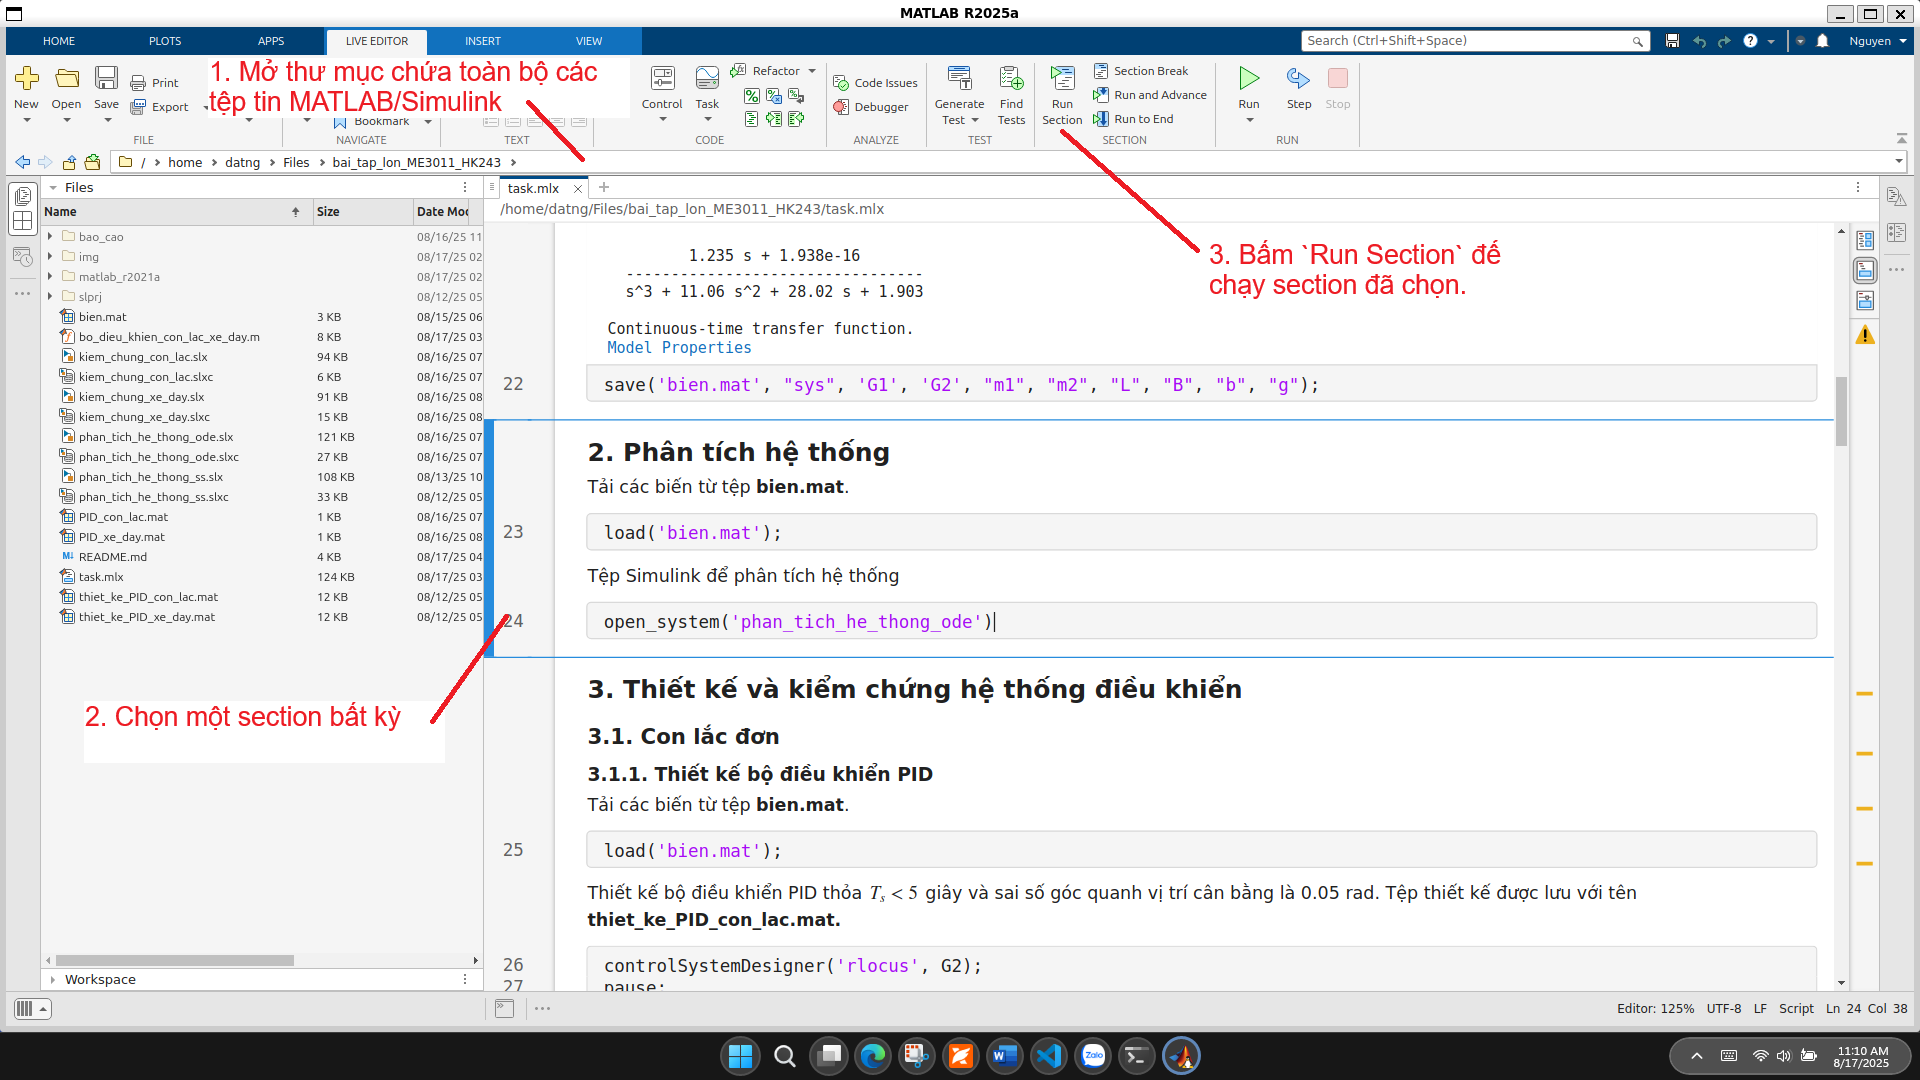 MATLAB R2025a
HOME
PLOTS
APPS
LIVE EDITOR
INSERT
VIEW
Search (Ctrl+Shift+Space)
Nguyen
New
Open
Save
Print
Export
FILE
1. Mở thư mục chứa toàn bộ các
tệp tin MATLAB/Simulink
Bookmark
NAVIGATE
TEXT
Control
Task
Refactor
CODE
Code Issues
Debugger
ANALYZE
Generate Test
Find Tests
TEST
Run Section
Section Break
Run and Advance
Run to End
SECTION
Run
Step
Stop
RUN
/ › home › datng › Files › bai_tap_lon_ME3011_HK243 ›
Files
Name Size Date Mod
bao_cao 08/16/25 11
img 08/17/25 02
matlab_r2021a 08/17/25 02
slprj 08/12/25 05
bien.mat 3 KB 08/15/25 06
bo_dieu_khien_con_lac_xe_day.m 8 KB 08/17/25 03
kiem_chung_con_lac.slx 94 KB 08/16/25 07
kiem_chung_con_lac.slxc 6 KB 08/16/25 07
kiem_chung_xe_day.slx 91 KB 08/16/25 08
kiem_chung_xe_day.slxc 15 KB 08/16/25 08
phan_tich_he_thong_ode.slx 121 KB 08/16/25 07
phan_tich_he_thong_ode.slxc 27 KB 08/16/25 07
phan_tich_he_thong_ss.slx 108 KB 08/13/25 10
phan_tich_he_thong_ss.slxc 33 KB 08/12/25 05
PID_con_lac.mat 1 KB 08/16/25 07
PID_xe_day.mat 1 KB 08/16/25 08
README.md 4 KB 08/17/25 04
task.mlx 124 KB 08/17/25 03
thiet_ke_PID_con_lac.mat 12 KB 08/12/25 05
thiet_ke_PID_xe_day.mat 12 KB 08/12/25 05
2. Chọn một section bất kỳ
Workspace
task.mlx
/home/datng/Files/bai_tap_lon_ME3011_HK243/task.mlx
1.235 s + 1.938e-16
---------------------------------
s^3 + 11.06 s^2 + 28.02 s + 1.903
3. Bấm `Run Section` để
chạy section đã chọn.
Continuous-time transfer function.
Model Properties
22 save('bien.mat', "sys", 'G1', 'G2', "m1", "m2", "L", "B", "b", "g");
2. Phân tích hệ thống
Tải các biến từ tệp bien.mat.
23 load('bien.mat');
Tệp Simulink để phân tích hệ thống
24 open_system('phan_tich_he_thong_ode')
3. Thiết kế và kiểm chứng hệ thống điều khiển
3.1. Con lắc đơn
3.1.1. Thiết kế bộ điều khiển PID
Tải các biến từ tệp bien.mat.
25 load('bien.mat');
Thiết kế bộ điều khiển PID thỏa Ts < 5 giây và sai số góc quanh vị trí cân bằng là 0.05 rad. Tệp thiết kế được lưu với tên
thiet_ke_PID_con_lac.mat.
26 controlSystemDesigner('rlocus', G2);
27 pause;
Editor: 125% UTF-8 LF Script Ln 24 Col 38
Zalo
11:10 AM
8/17/2025